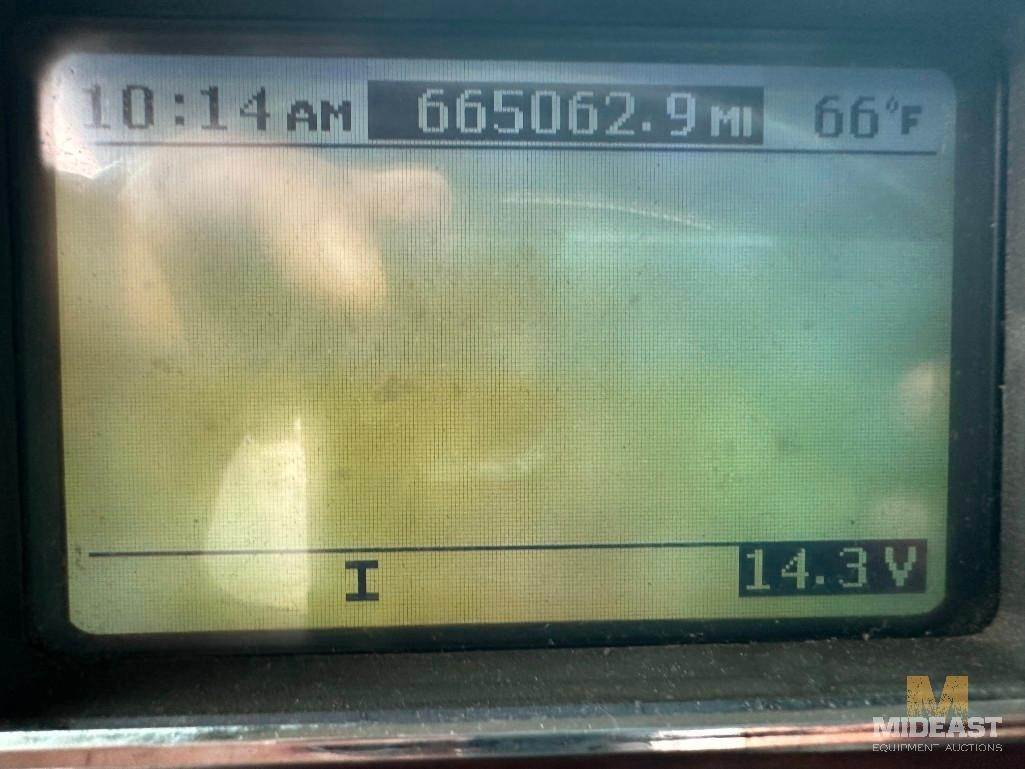 10:14 AM 665062.9 MI 66°F
I 14.3 V
M
MIDEAST
EQUIPMENT AUCTIONS